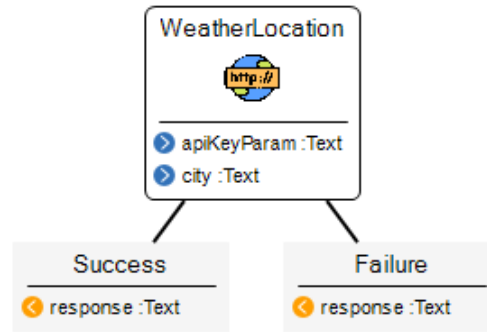 WeatherLocation
http://
apiKeyParam :Text
city :Text
Success
response :Text
Failure
response :Text